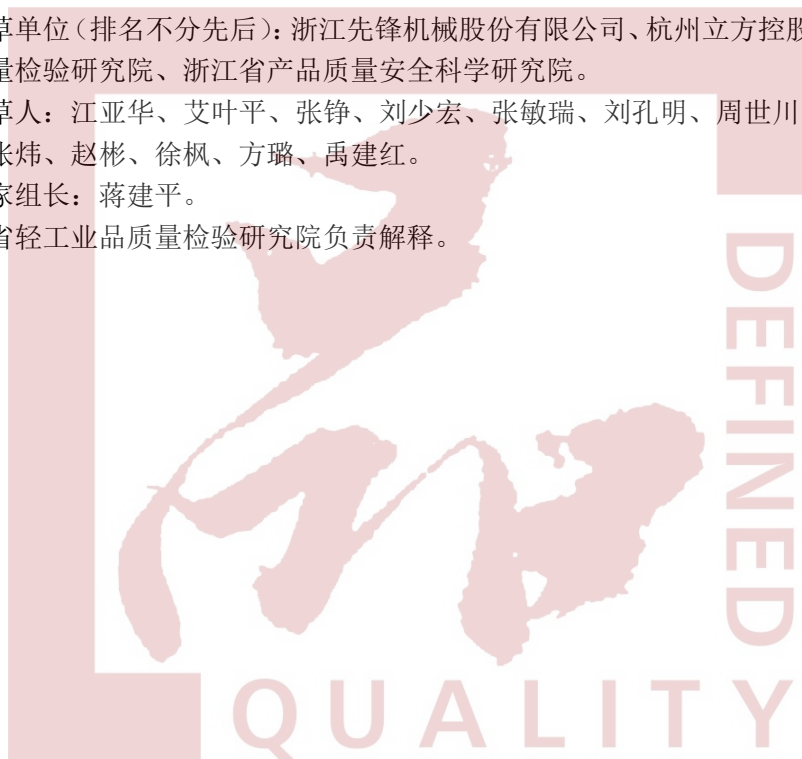 草单位（排名不分先后）：浙江先锋机械股份有限公司、杭州立方控股
量检验研究院、浙江省产品质量安全科学研究院。
草人：江亚华、艾叶平、张铮、刘少宏、张敏瑞、刘孔明、周世川
张炜、赵彬、徐枫、方璐、禹建红。
家组长：蒋建平。
省轻工业品质量检验研究院负责解释。
品
DEFINED
QUALITY